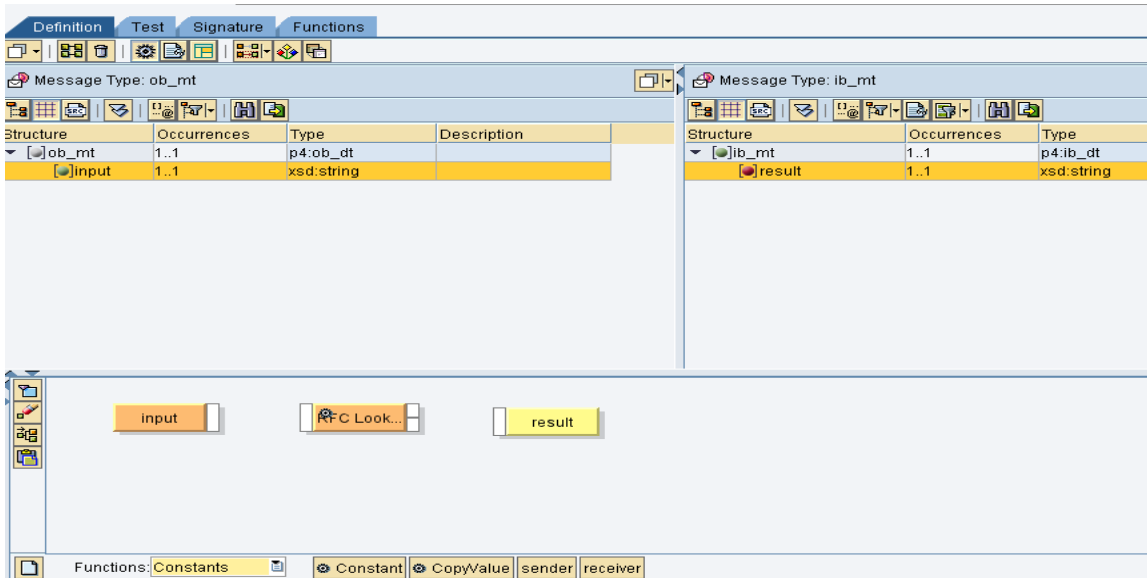 Definition Test Signature Functions
Message Type: ob_mt
Structure Occurrences Type Description
ob_mt 1..1 p4:ob_dt
input 1..1 xsd:string
Message Type: ib_mt
Structure Occurrences Type
ib_mt 1..1 p4:ib_dt
result 1..1 xsd:string
input
RFC Look...
result
Functions: Constants Constant CopyValue sender receiver